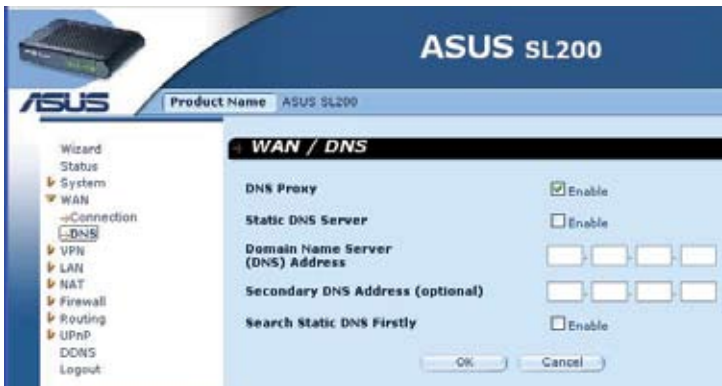 ASUS SL200
ASUS
Product Name ASUS SL200
Wizard
Status
System
WAN
Connection
DNS
VPN
LAN
NAT
Firewall
Routing
UPnP
DDNS
Logout
WAN / DNS
DNS Proxy Enable
Static DNS Server Enable
Domain Name Server
(DNS) Address
Secondary DNS Address (optional)
Search Static DNS Firstly Enable
OK Cancel